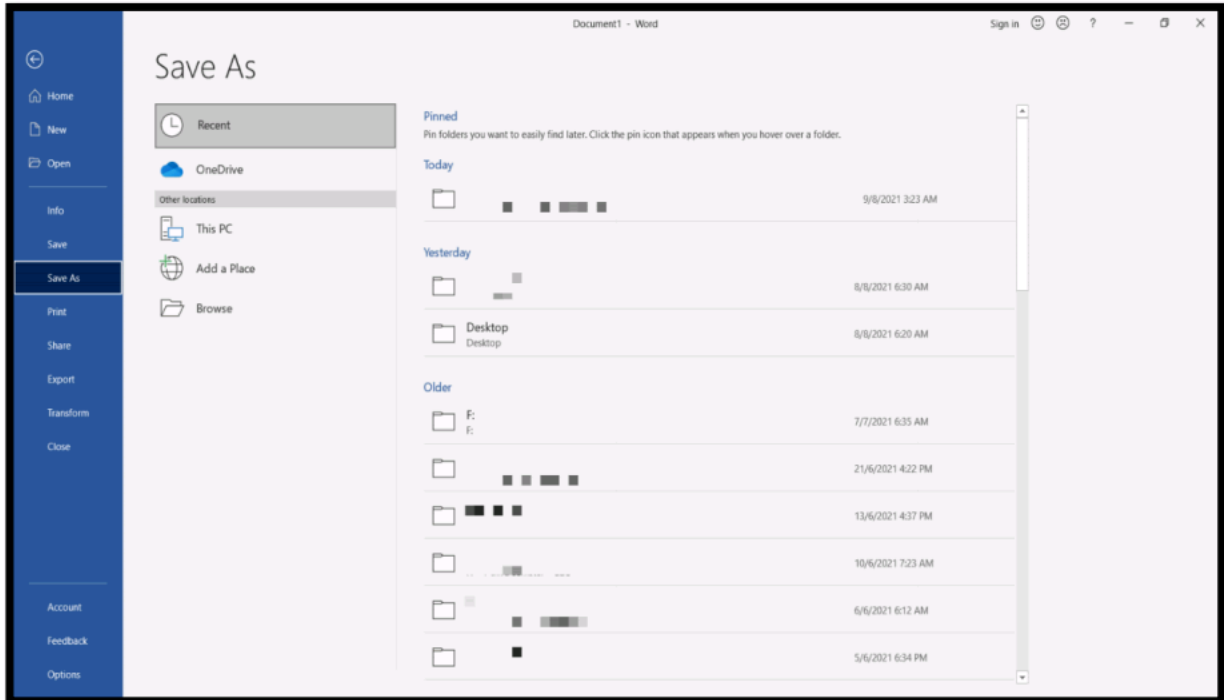 Document1 - Word
Sign in
?
Save As
Home
New
Open
Info
Save
Save As
Print
Share
Export
Transform
Close
Account
Feedback
Options
Recent
OneDrive
Other locations
This PC
Add a Place
Browse
Pinned
Pin folders you want to easily find later. Click the pin icon that appears when you hover over a folder.
Today
9/8/2021 3:23 AM
Yesterday
8/8/2021 6:30 AM
Desktop
Desktop
8/8/2021 6:20 AM
Older
F:
F:
7/7/2021 6:35 AM
21/6/2021 4:22 PM
13/6/2021 4:37 PM
10/6/2021 7:23 AM
6/6/2021 6:12 AM
5/6/2021 6:34 PM